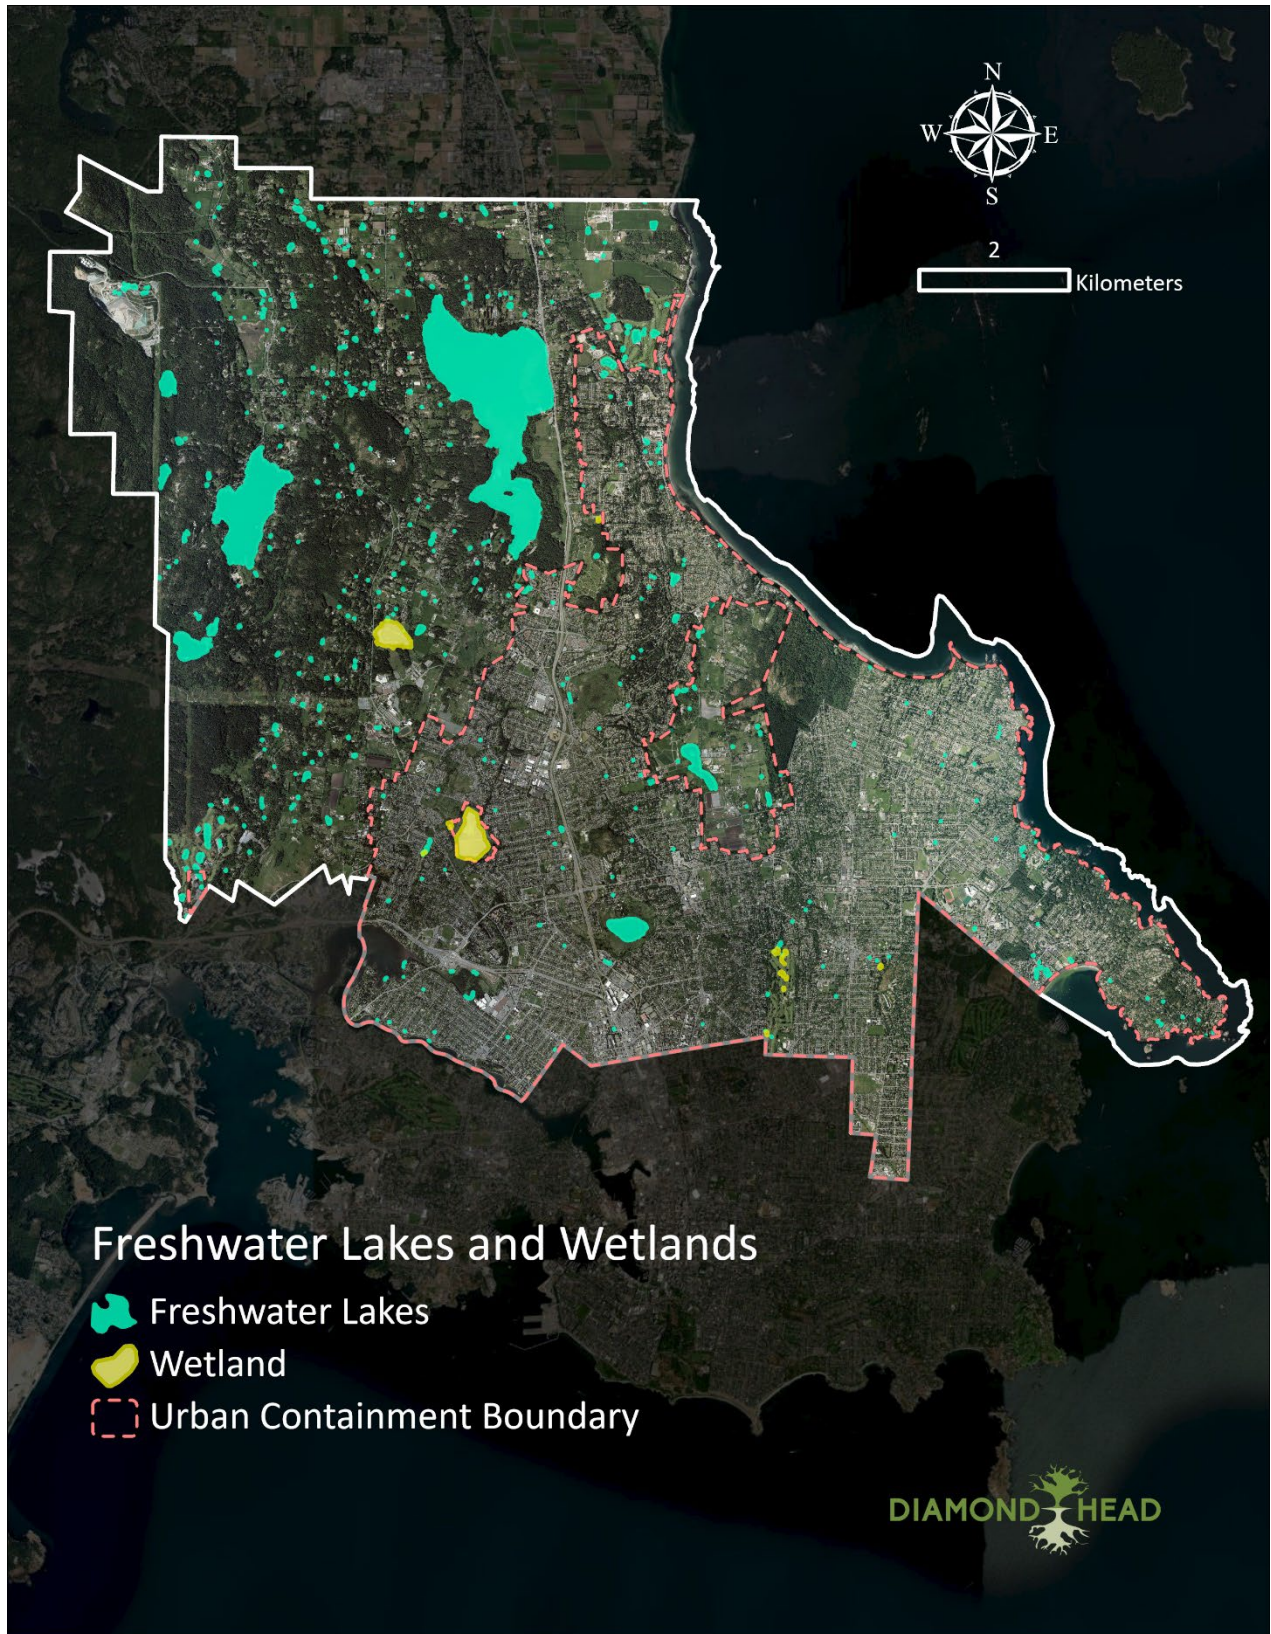 N
W E
S
2
Kilometers
Freshwater Lakes and Wetlands
Freshwater Lakes
Wetland
Urban Containment Boundary
DIAMOND HEAD